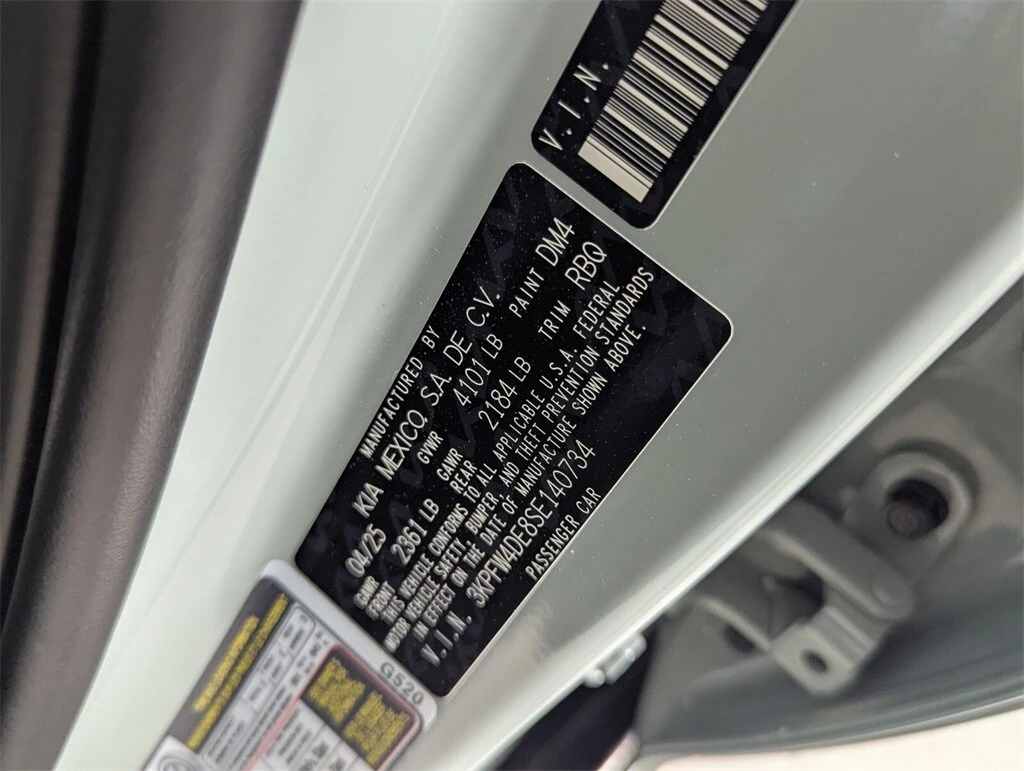 V.I.N.
MANUFACTURED BY
04/25 KIA MEXICO, S.A. DE C.V.
GVWR 4101 LB PAINT DM4
GAWR FRONT 2361 LB GAWR REAR 2184 LB TRIM RBQ
THIS VEHICLE CONFORMS TO ALL APPLICABLE U.S.A. FEDERAL
MOTOR VEHICLE SAFETY, BUMPER, AND THEFT PREVENTION STANDARDS
IN EFFECT ON THE DATE OF MANUFACTURE SHOWN ABOVE.
V.I.N. 3KPFW4DE8SE140734
PASSENGER CAR
G520